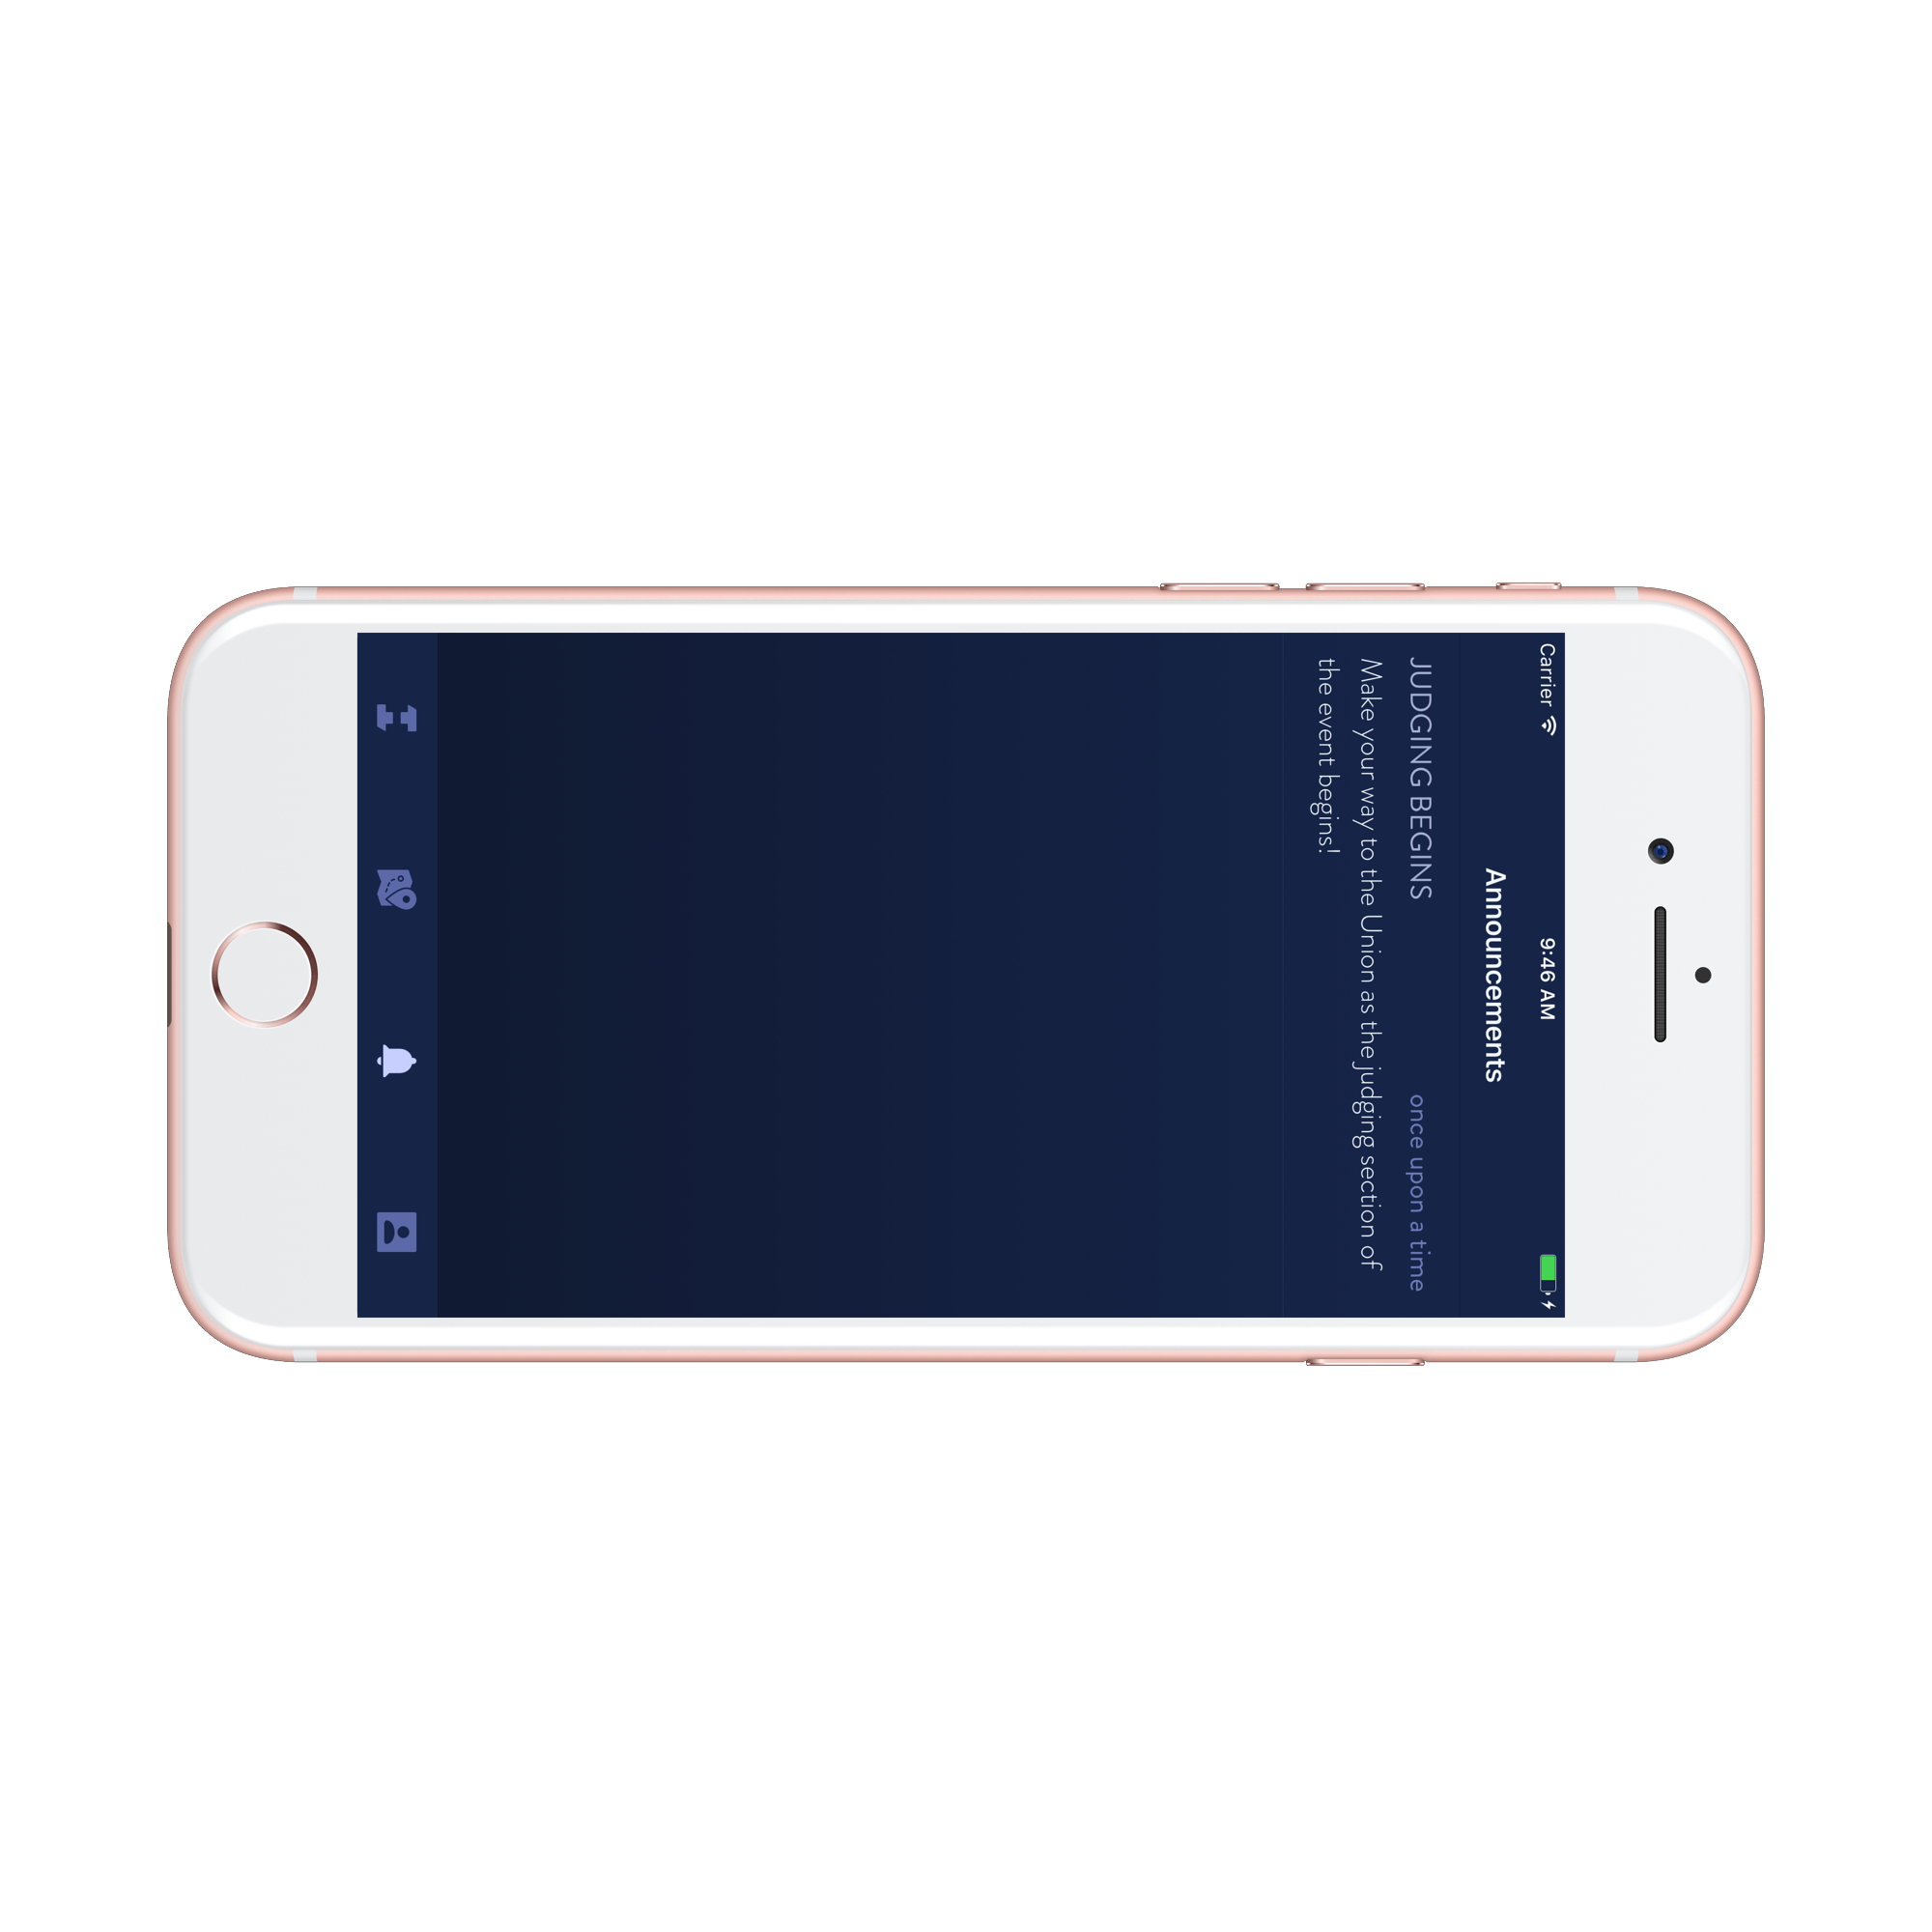 Carrier 9:46 AM
Announcements
JUDGING BEGINS once upon a time
Make your way to the Union as the judging section of
the event begins!